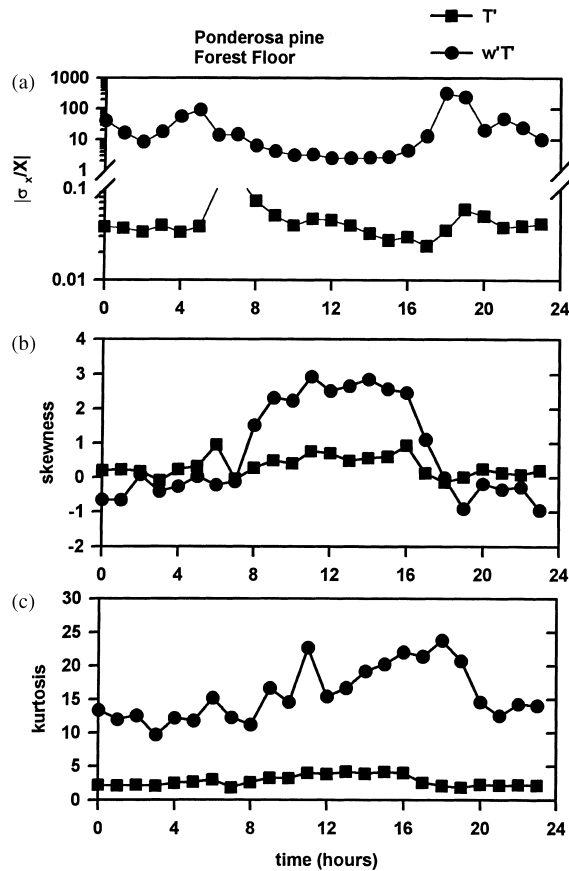 T'
Ponderosa pine
Forest Floor
w'T'
(a)
1000
100
10
1
0.1
0.01
|σx/X|
0 4 8 12 16 20 24
(b)
4
3
2
1
0
-1
-2
skewness
0 4 8 12 16 20 24
(c)
30
25
20
15
10
5
0
kurtosis
0 4 8 12 16 20 24
time (hours)